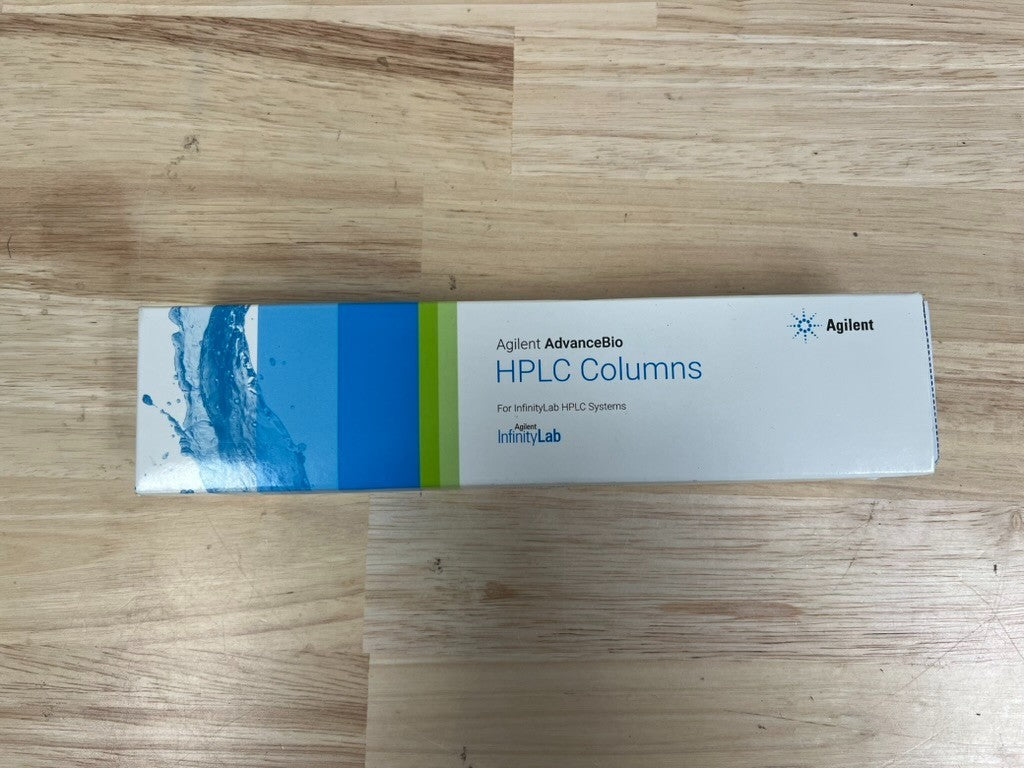 Agilent AdvanceBio
HPLC Columns
For InfinityLab HPLC Systems
Agilent
InfinityLab
Agilent